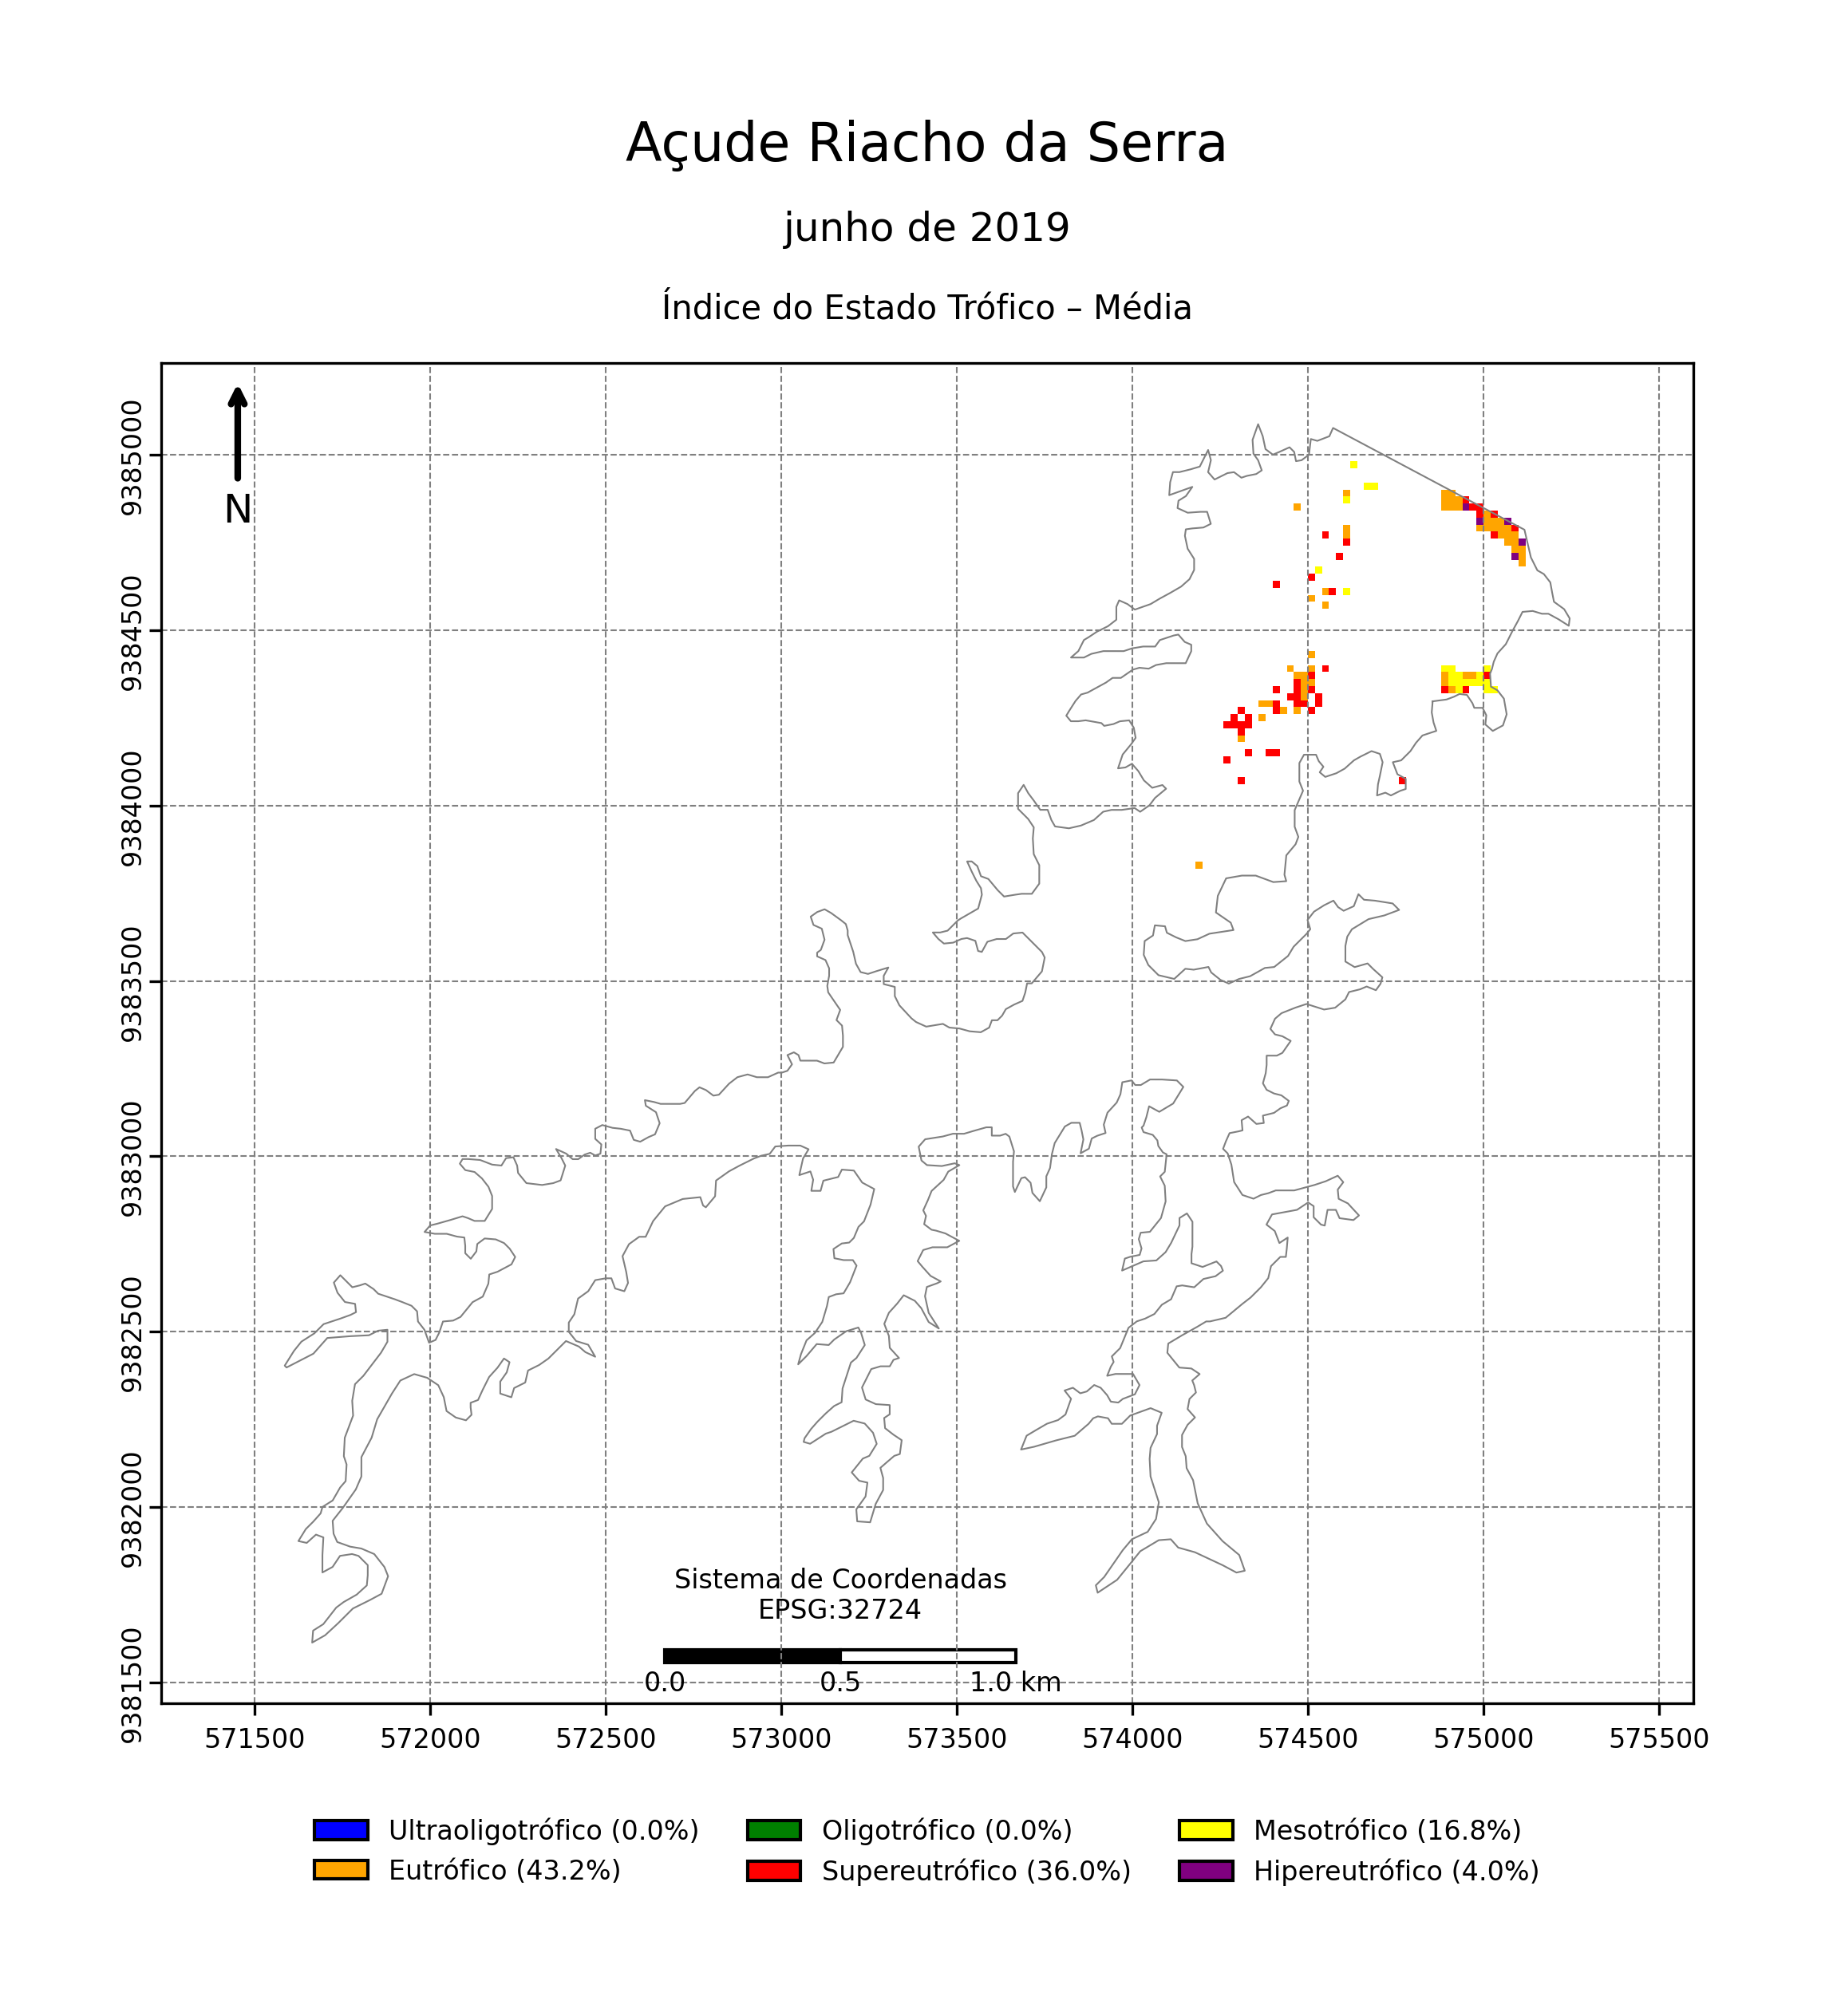 Açude Riacho da Serra
junho de 2019
Índice do Estado Trófico – Média
N
9385000
9384500
9384000
9383500
9383000
9382500
9382000
9381500
Sistema de Coordenadas
EPSG:32724
0.0 0.5 1.0 km
571500 572000 572500 573000 573500 574000 574500 575000 575500
Ultraoligotrófico (0.0%) Oligotrófico (0.0%) Mesotrófico (16.8%)
Eutrófico (43.2%) Supereutrófico (36.0%) Hipereutrófico (4.0%)